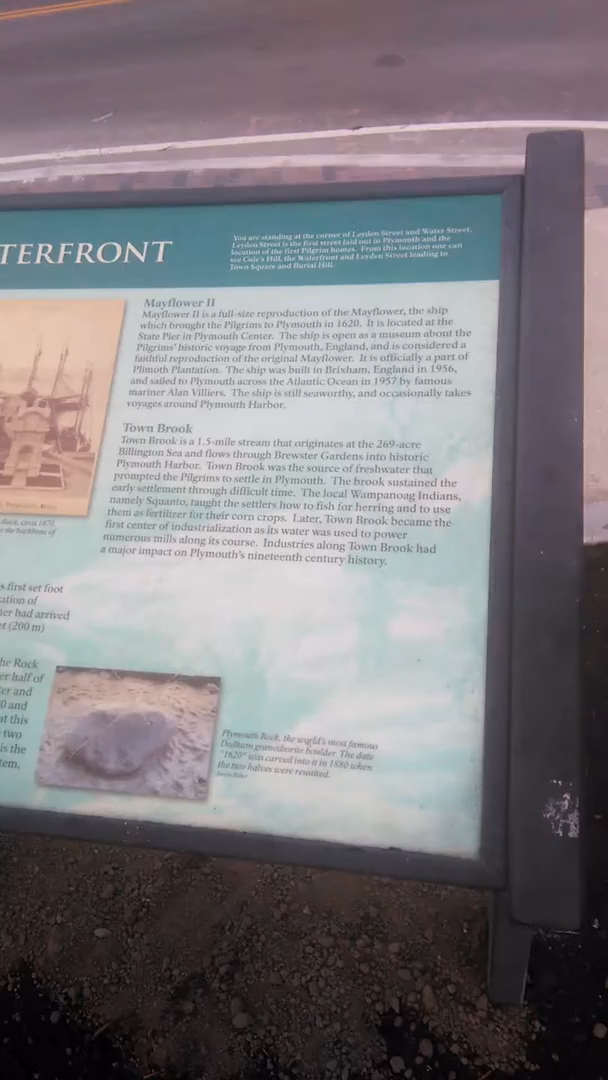 TERFRONT
You are standing at the corner of Leyden Street and Water Street.
Leyden Street is the first street laid out in Plymouth and the
location of the first Pilgrim homes. From this location one can
see Cole's Hill, the Waterfront and Leyden Street leading to
Town Square and Burial Hill.
Mayflower II
Mayflower II is a full-size reproduction of the Mayflower, the ship
which brought the Pilgrims to Plymouth in 1620. It is located at the
State Pier in Plymouth Center. The ship is open as a museum about the
Pilgrims' historic voyage from Plymouth, England, and is considered a
faithful reproduction of the original Mayflower. It is officially a part of
Plimoth Plantation. The ship was built in Brixham, England in 1956,
and sailed to Plymouth across the Atlantic Ocean in 1957 by famous
mariner Alan Villiers. The ship is still seaworthy, and occasionally takes
voyages around Plymouth Harbor.
Town Brook
Town Brook is a 1.5-mile stream that originates at the 269-acre
Billington Sea and flows through Brewster Gardens into historic
Plymouth Harbor. Town Brook was the source of freshwater that
prompted the Pilgrims to settle in Plymouth. The brook sustained the
early settlement through difficult time. The local Wampanoag Indians,
namely Squanto, taught the settlers how to fish for herring and to use
them as fertilizer for their corn crops. Later, Town Brook became the
first center of industrialization as its water was used to power
numerous mills along its course. Industries along Town Brook had
a major impact on Plymouth's nineteenth century history.
Rock, circa 1870.
the backbone of
s first set foot
ation of
er had arrived
et (200 m)
he Rock
er half of
er and
0 and
at this
two
is the
tem,
Plymouth Rock, the world's most famous
Dedham granodiorite boulder. The date
"1620" was carved into it in 1880 when
the two halves were reunited.